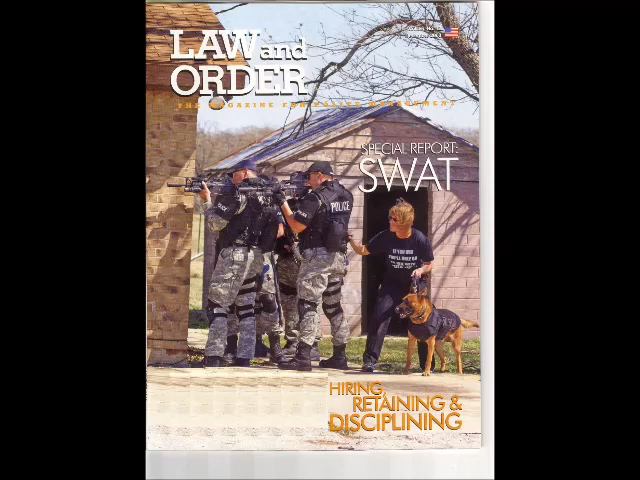 LAW and
ORDER
THE MAGAZINE FOR POLICE MANAGEMENT
SPECIAL REPORT:
SWAT
POLICE
HIRING,
RETAINING &
DISCIPLINING